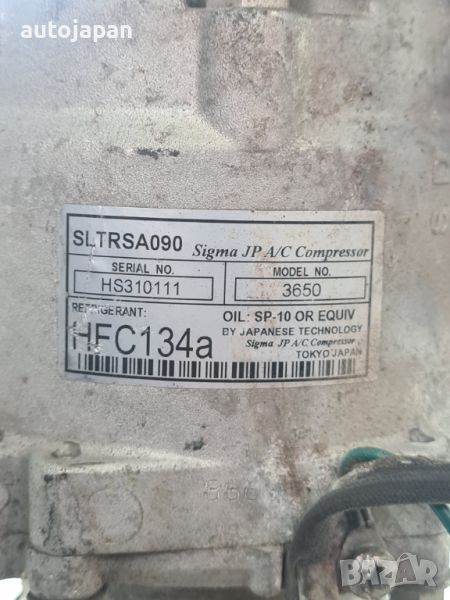 autojapan
SLTRSA090 Sigma JP A/C Compressor
SERIAL NO. MODEL NO.
HS310111 3650
REFRIGERANT: OIL: SP-10 OR EQUIV
HFC134a BY JAPANESE TECHNOLOGY
Sigma JP A/C Compressor
TOKYO JAPAN
BAZAR